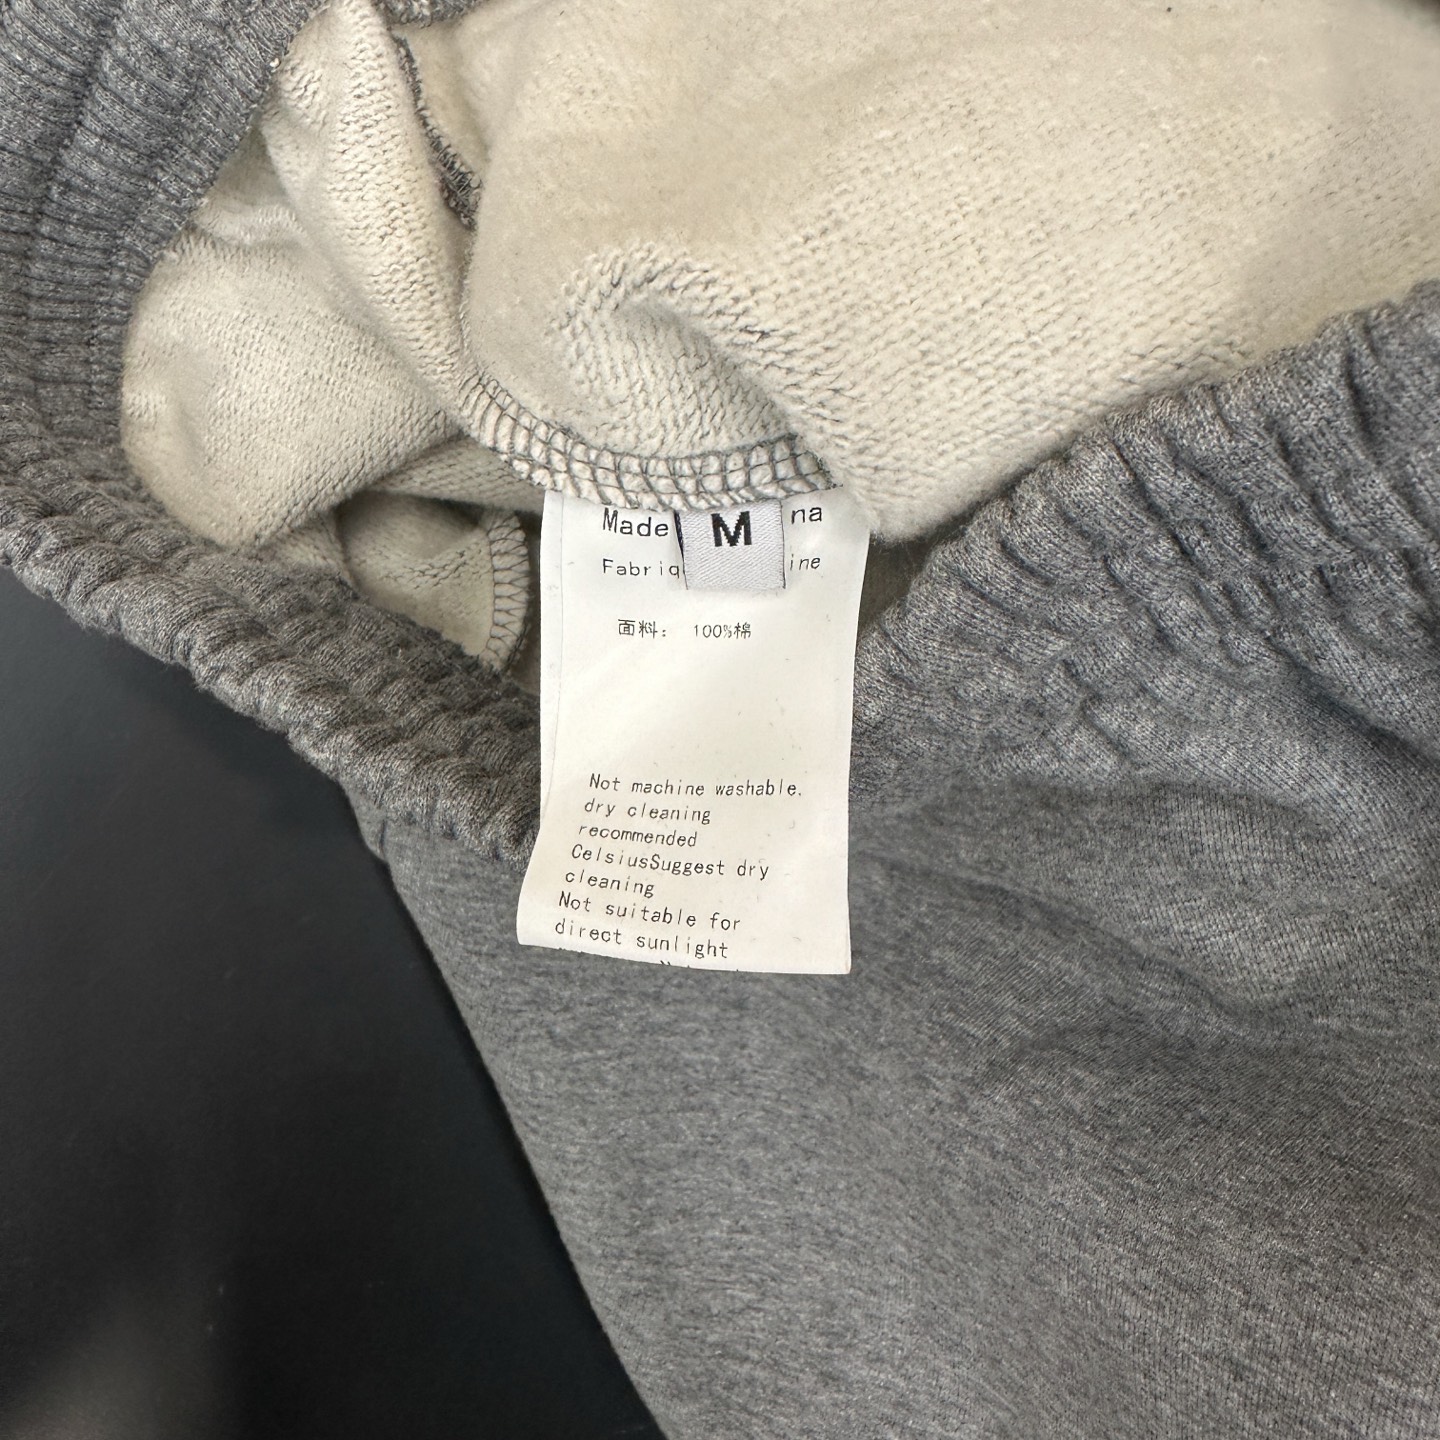 Made
M
na
Fabriq
ine
面料： 100%棉
Not machine washable.
dry cleaning
recommended
CelsiusSuggest dry
cleaning
Not suitable for
direct sunlight